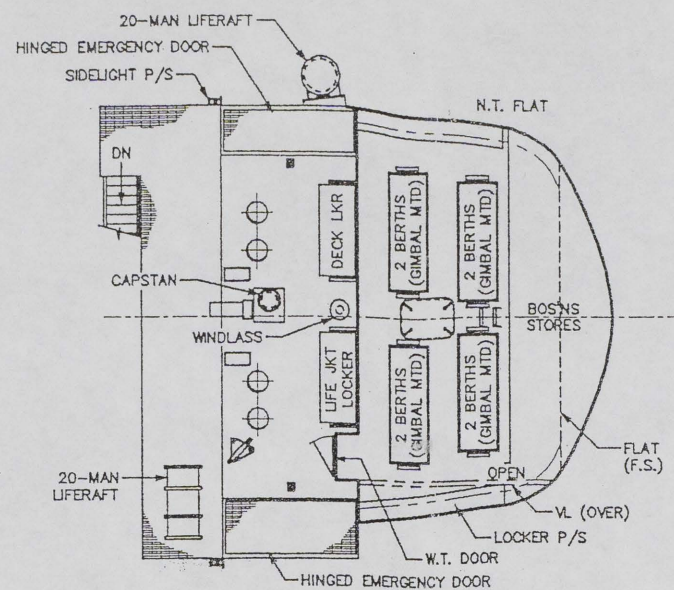 20-MAN LIFERAFT
HINGED EMERGENCY DOOR
SIDELIGHT P/S
N.T. FLAT
DN
DECK LKR
2 BERTHS
(GIMBAL MTD)
2 BERTHS
(GIMBAL MTD)
CAPSTAN
BOS'NS
STORES
WINDLASS
LIFE JKT
LOCKER
2 BERTHS
(GIMBAL MTD)
2 BERTHS
(GIMBAL MTD)
FLAT
(F.S.)
20-MAN
LIFERAFT
OPEN
VL (OVER)
LOCKER P/S
W.T. DOOR
HINGED EMERGENCY DOOR